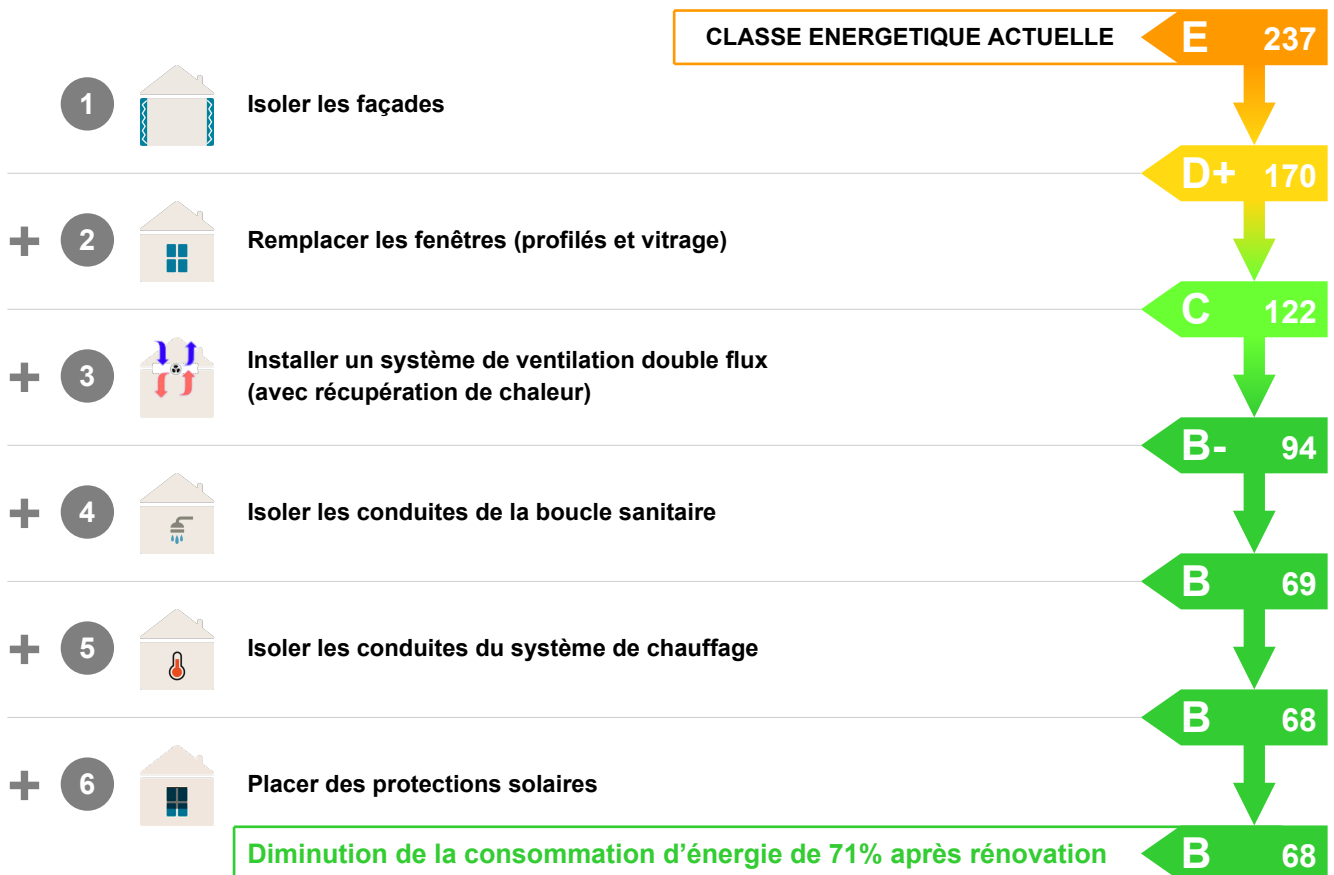 CLASSE ENERGETIQUE ACTUELLE E 237
1 Isoler les façades
D+ 170
+ 2 Remplacer les fenêtres (profilés et vitrage)
C 122
+ 3 Installer un système de ventilation double flux
(avec récupération de chaleur)
B- 94
+ 4 Isoler les conduites de la boucle sanitaire
B 69
+ 5 Isoler les conduites du système de chauffage
B 68
+ 6 Placer des protections solaires
Diminution de la consommation d’énergie de 71% après rénovation B 68